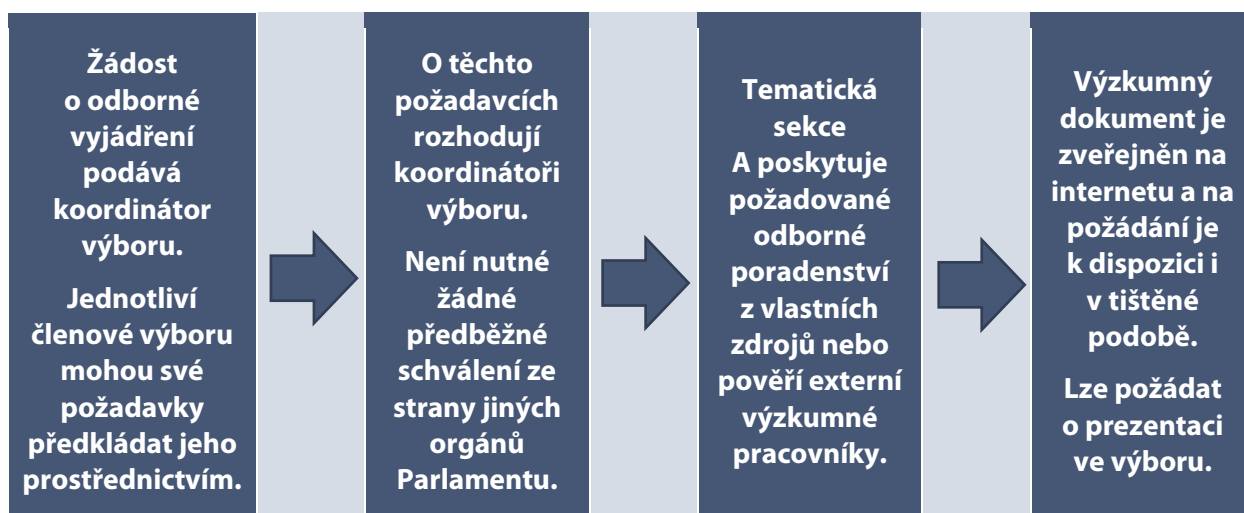 Žádost
o odborné
vyjádření
podává
koordinátor
výboru.
Jednotliví
členové výboru
mohou své
požadavky
předkládat jeho
prostřednictvím.
O těchto
požadavcích
rozhodují
koordinátoři
výboru.
Není nutné
žádné
předběžné
schválení ze
strany jiných
orgánů
Parlamentu.
Tematická
sekce
A poskytuje
požadované
odborné
poradenství
z vlastních
zdrojů nebo
pověří externí
výzkumné
pracovníky.
Výzkumný
dokument je
zveřejněn na
internetu a na
požádání je
k dispozici i
v tištěné
podobě.
Lze požádat
o prezentaci
ve výboru.